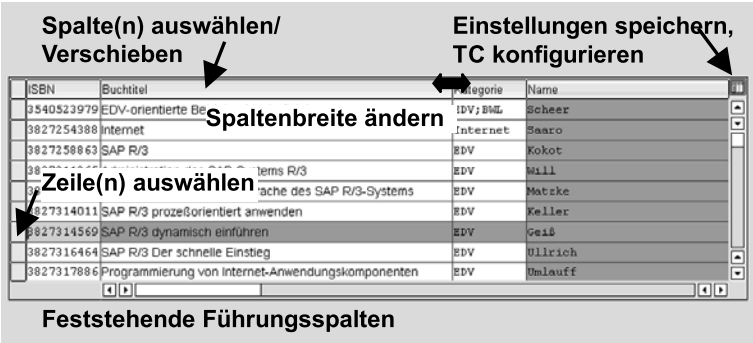 Spalte(n) auswählen/
Verschieben
Einstellungen speichern,
TC konfigurieren
ISBN Buchtitel Kategorie Name
3540523979 EDV-orientierte Be EDV;BWL Scheer
Spaltenbreite ändern
3827254388 Internet Internet Saaro
3827258863 SAP R/3 EDV Kokot
Systems R/3 EDV Will
Zeile(n) auswählen
rache des SAP R/3-Systems EDV Matzke
3827314011 SAP R/3 prozeßorientiert anwenden EDV Keller
3827314569 SAP R/3 dynamisch einführen EDV Geiß
3827316464 SAP R/3 Der schnelle Einstieg EDV Ullrich
3827317886 Programmierung von Internet-Anwendungskomponenten EDV Umlauff
Feststehende Führungsspalten